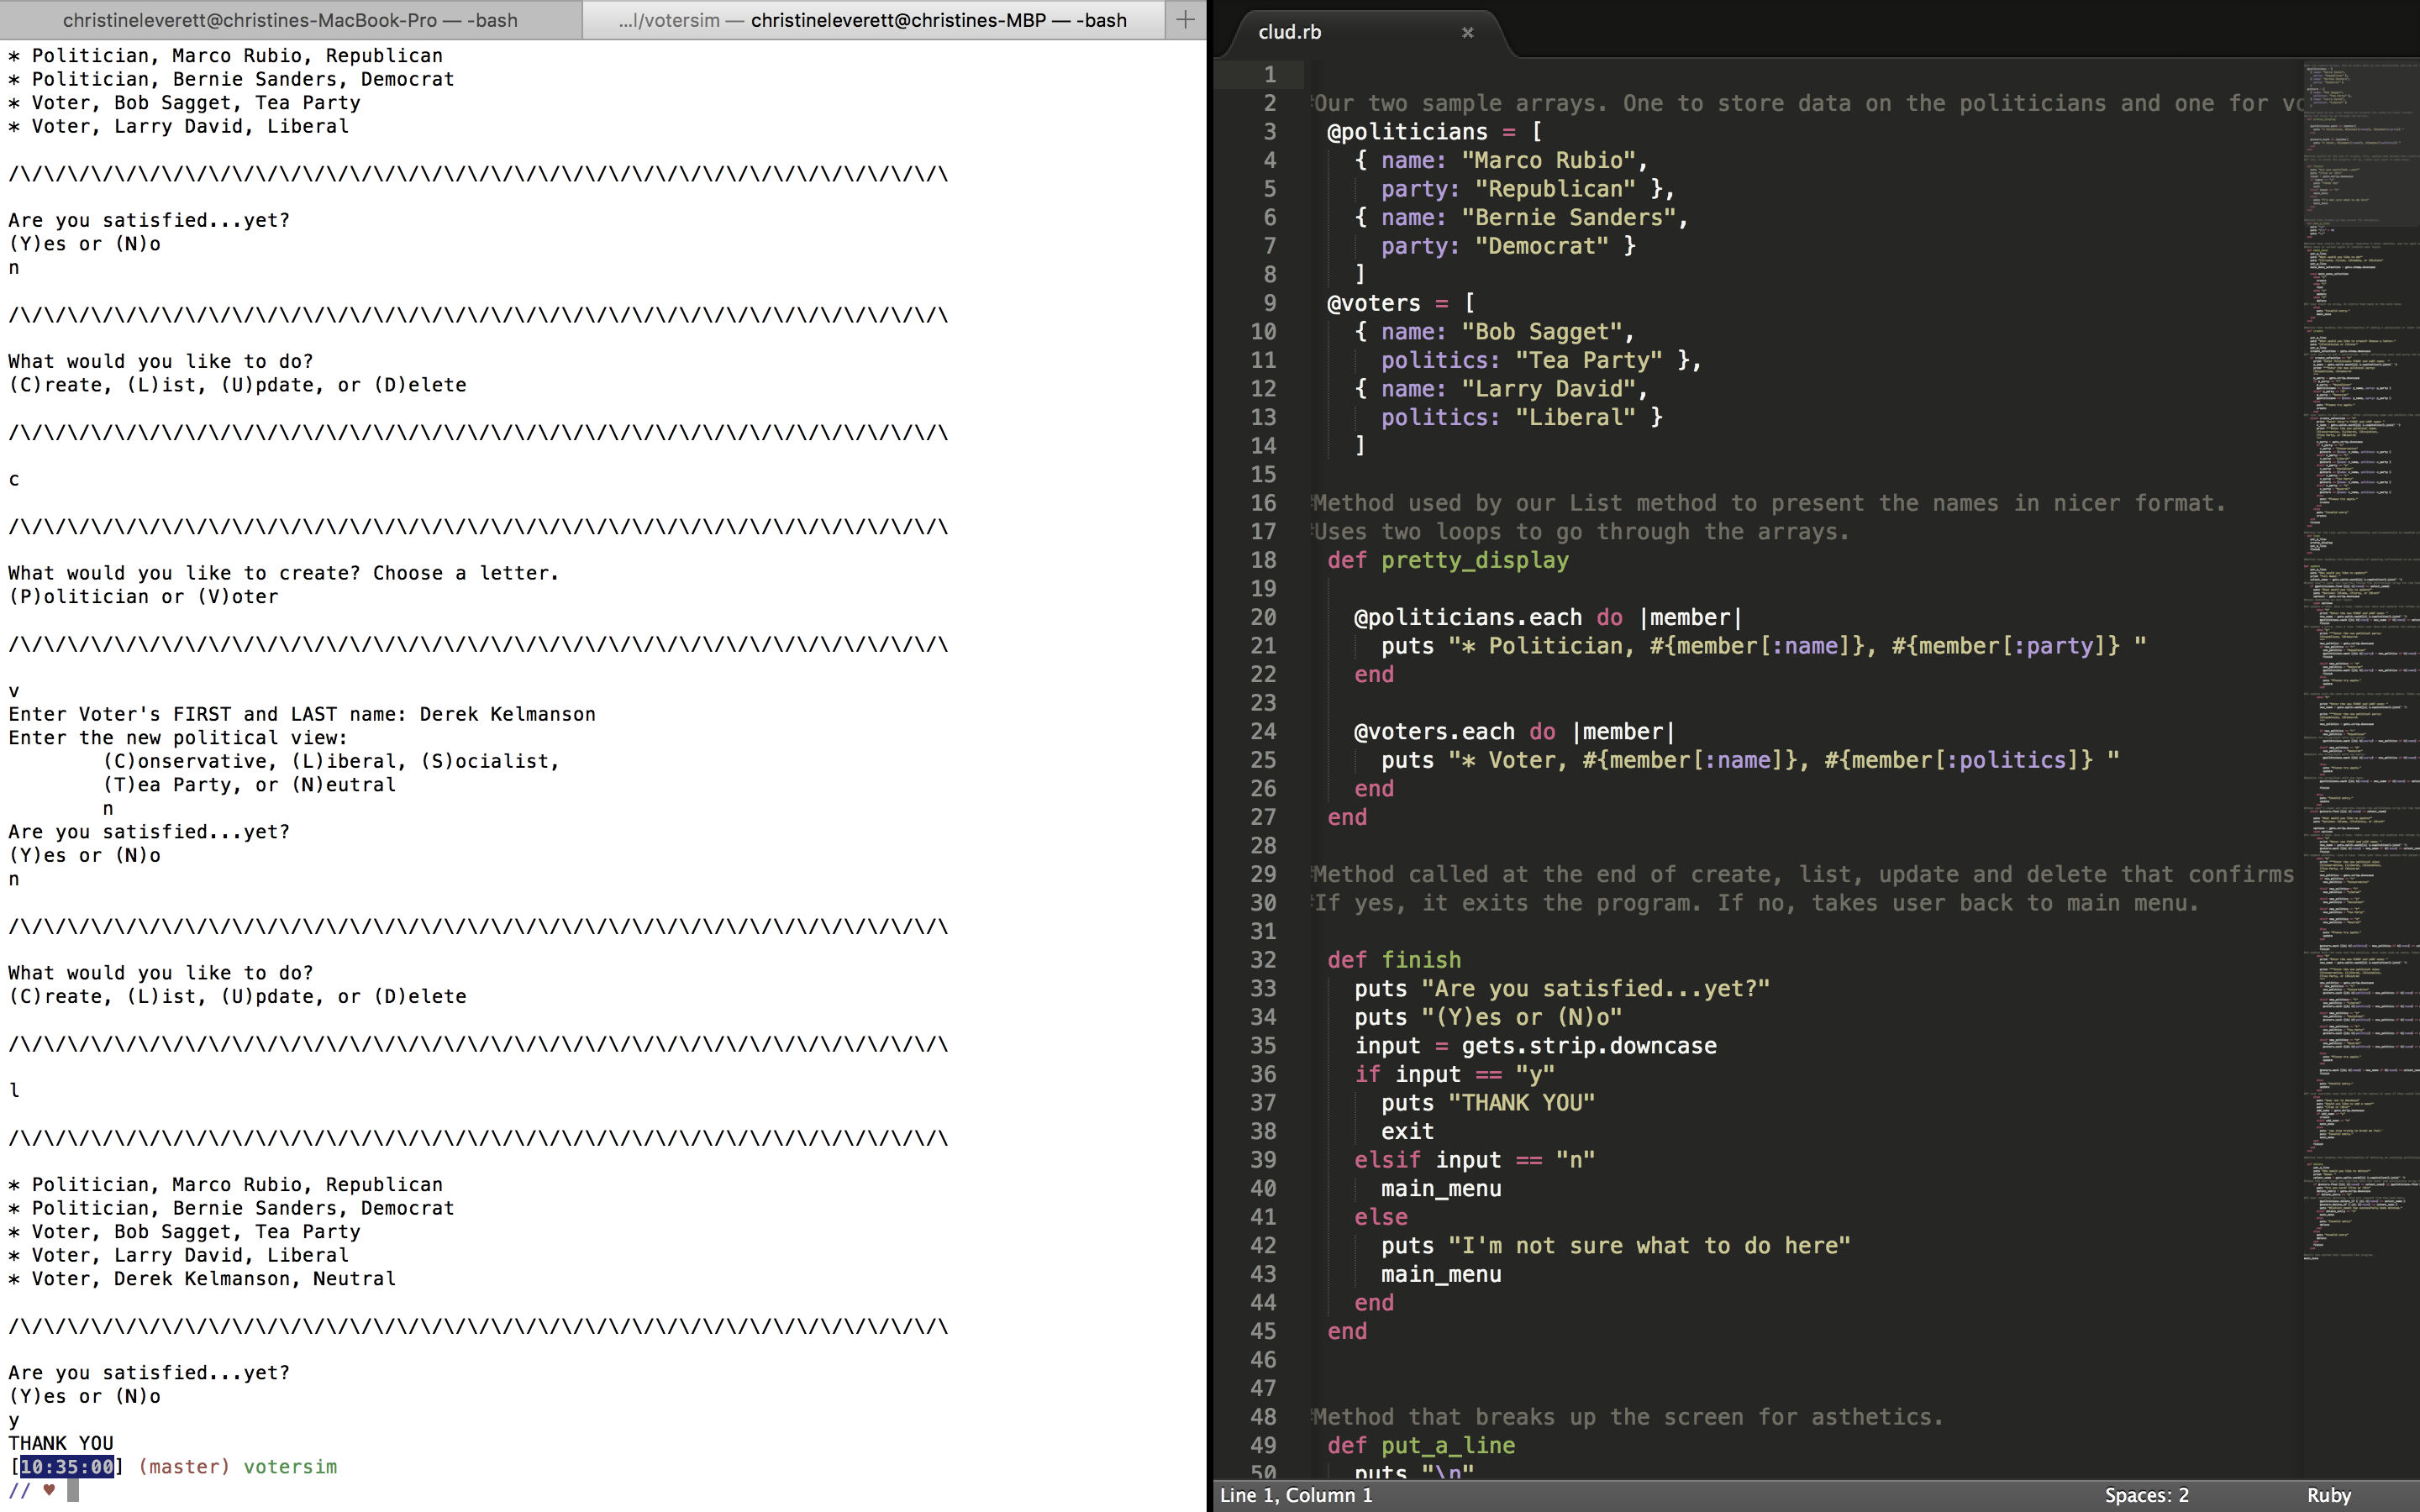 christineleverett@christines-MacBook-Pro — -bash
...l/votersim — christineleverett@christines-MBP — -bash
+
* Politician, Marco Rubio, Republican
* Politician, Bernie Sanders, Democrat
* Voter, Bob Sagget, Tea Party
* Voter, Larry David, Liberal
/\/\/\/\/\/\/\/\/\/\/\/\/\/\/\/\/\/\/\/\/\/\/\/\/\/\/\/\/\/\/\/\/\/\/\/\/\/\/\/\
Are you satisfied...yet?
(Y)es or (N)o
n
/\/\/\/\/\/\/\/\/\/\/\/\/\/\/\/\/\/\/\/\/\/\/\/\/\/\/\/\/\/\/\/\/\/\/\/\/\/\/\/\
What would you like to do?
(C)reate, (L)ist, (U)pdate, or (D)elete
/\/\/\/\/\/\/\/\/\/\/\/\/\/\/\/\/\/\/\/\/\/\/\/\/\/\/\/\/\/\/\/\/\/\/\/\/\/\/\/\
c
/\/\/\/\/\/\/\/\/\/\/\/\/\/\/\/\/\/\/\/\/\/\/\/\/\/\/\/\/\/\/\/\/\/\/\/\/\/\/\/\
What would you like to create? Choose a letter.
(P)olitician or (V)oter
/\/\/\/\/\/\/\/\/\/\/\/\/\/\/\/\/\/\/\/\/\/\/\/\/\/\/\/\/\/\/\/\/\/\/\/\/\/\/\/\
v
Enter Voter's FIRST and LAST name: Derek Kelmanson
Enter the new political view:
(C)onservative, (L)iberal, (S)ocialist,
(T)ea Party, or (N)eutral
n
Are you satisfied...yet?
(Y)es or (N)o
n
/\/\/\/\/\/\/\/\/\/\/\/\/\/\/\/\/\/\/\/\/\/\/\/\/\/\/\/\/\/\/\/\/\/\/\/\/\/\/\/\
What would you like to do?
(C)reate, (L)ist, (U)pdate, or (D)elete
/\/\/\/\/\/\/\/\/\/\/\/\/\/\/\/\/\/\/\/\/\/\/\/\/\/\/\/\/\/\/\/\/\/\/\/\/\/\/\/\
l
/\/\/\/\/\/\/\/\/\/\/\/\/\/\/\/\/\/\/\/\/\/\/\/\/\/\/\/\/\/\/\/\/\/\/\/\/\/\/\/\
* Politician, Marco Rubio, Republican
* Politician, Bernie Sanders, Democrat
* Voter, Bob Sagget, Tea Party
* Voter, Larry David, Liberal
* Voter, Derek Kelmanson, Neutral
/\/\/\/\/\/\/\/\/\/\/\/\/\/\/\/\/\/\/\/\/\/\/\/\/\/\/\/\/\/\/\/\/\/\/\/\/\/\/\/\
Are you satisfied...yet?
(Y)es or (N)o
y
THANK YOU
[10:35:00] (master) votersim
// ♥
clud.rb ×
1
2 #Our two sample arrays. One to store data on the politicians and one for vo
3 @politicians = [
4 { name: "Marco Rubio",
5 party: "Republican" },
6 { name: "Bernie Sanders",
7 party: "Democrat" }
8 ]
9 @voters = [
10 { name: "Bob Sagget",
11 politics: "Tea Party" },
12 { name: "Larry David",
13 politics: "Liberal" }
14 ]
15
16 #Method used by our List method to present the names in nicer format.
17 #Uses two loops to go through the arrays.
18 def pretty_display
19
20 @politicians.each do |member|
21 puts "* Politician, #{member[:name]}, #{member[:party]} "
22 end
23
24 @voters.each do |member|
25 puts "* Voter, #{member[:name]}, #{member[:politics]} "
26 end
27 end
28
29 #Method called at the end of create, list, update and delete that confirms
30 #If yes, it exits the program. If no, takes user back to main menu.
31
32 def finish
33 puts "Are you satisfied...yet?"
34 puts "(Y)es or (N)o"
35 input = gets.strip.downcase
36 if input == "y"
37 puts "THANK YOU"
38 exit
39 elsif input == "n"
40 main_menu
41 else
42 puts "I'm not sure what to do here"
43 main_menu
44 end
45 end
46
47
48 #Method that breaks up the screen for asthetics.
49 def put_a_line
50 puts "\n"
Line 1, Column 1
Spaces: 2
Ruby